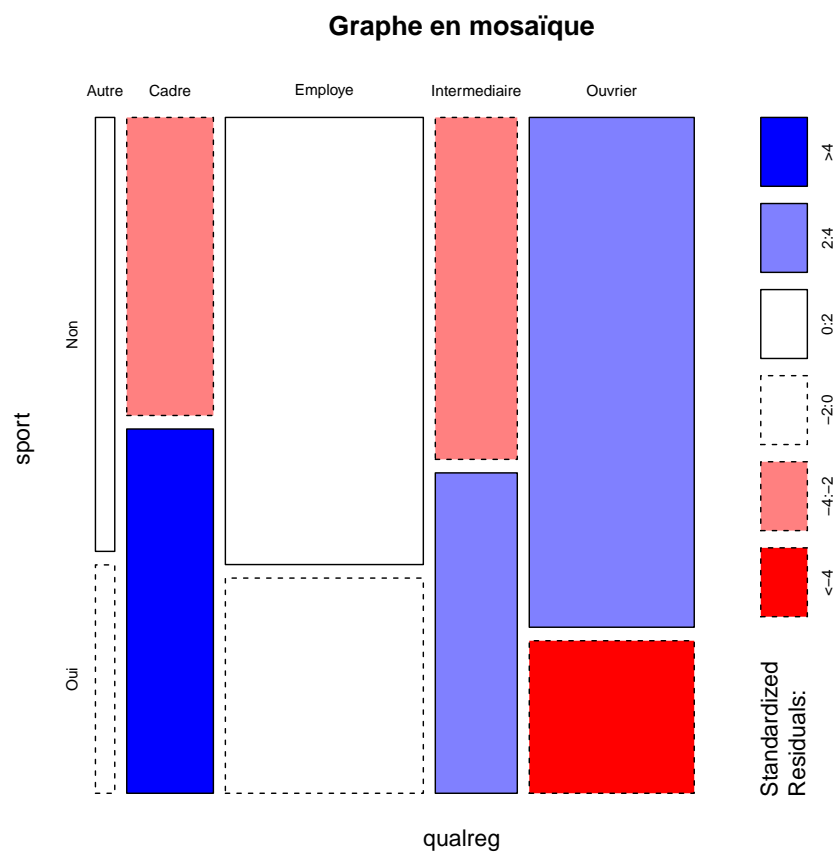 Graphe en mosaïque
Autre Cadre Employe Intermediaire Ouvrier
Non
Oui
sport
qualreg
>4
2:4
0:2
−2:0
−4:−2
<−4
Standardized
Residuals: